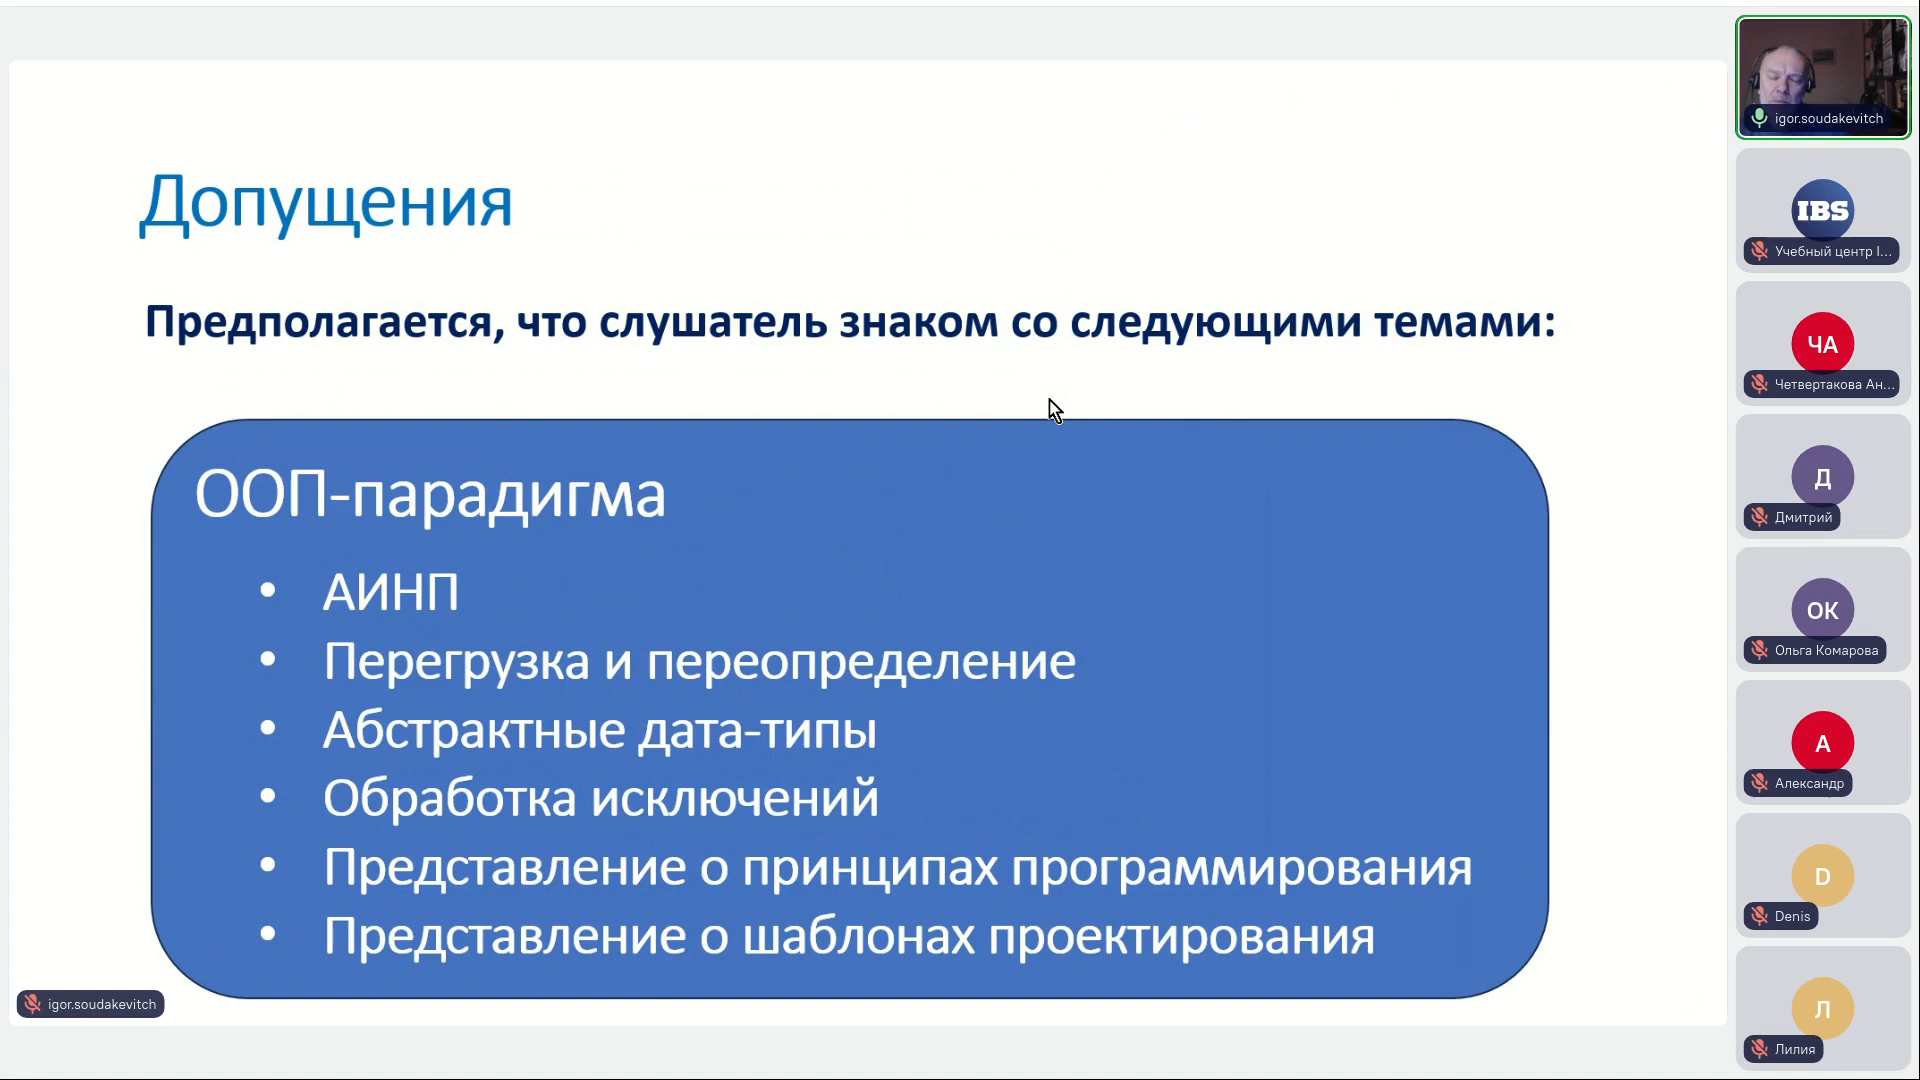 Допущения
Предполагается, что слушатель знаком со следующими темами:
ООП-парадигма
• АИНП
• Перегрузка и переопределение
• Абстрактные дата-типы
• Обработка исключений
• Представление о принципах программирования
• Представление о шаблонах проектирования
igor.soudakevitch
igor.soudakevitch
IBS
Учебный центр I...
ЧА
Четвертакова Ан...
Д
Дмитрий
ОК
Ольга Комарова
А
Александр
D
Denis
Л
Лилия